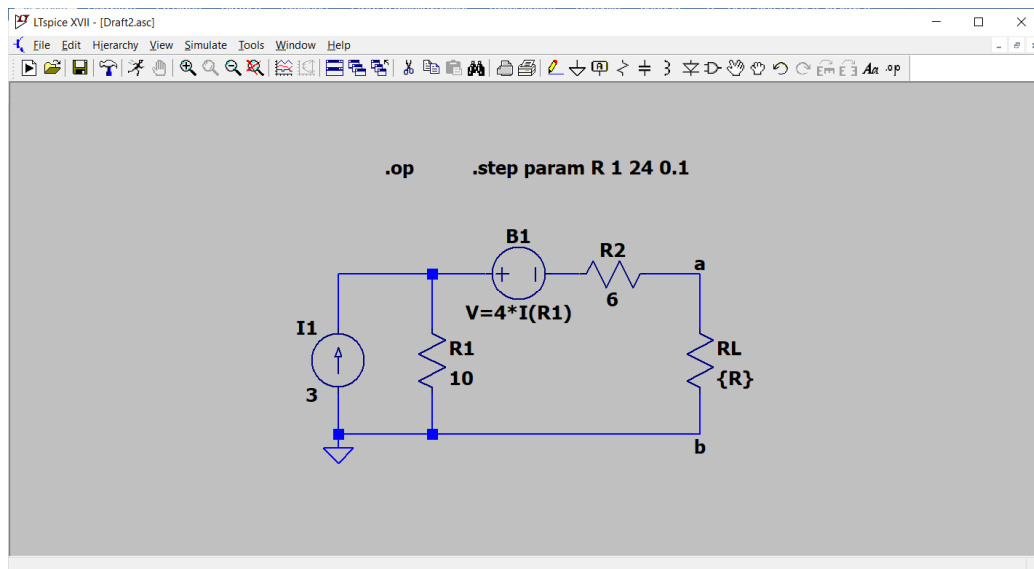 LTspice XVII - [Draft2.asc]
File Edit Hierarchy View Simulate Tools Window Help
Aa .op
.op .step param R 1 24 0.1
B1
R2
a
6
V=4*I(R1)
I1
R1
RL
10
{R}
3
b